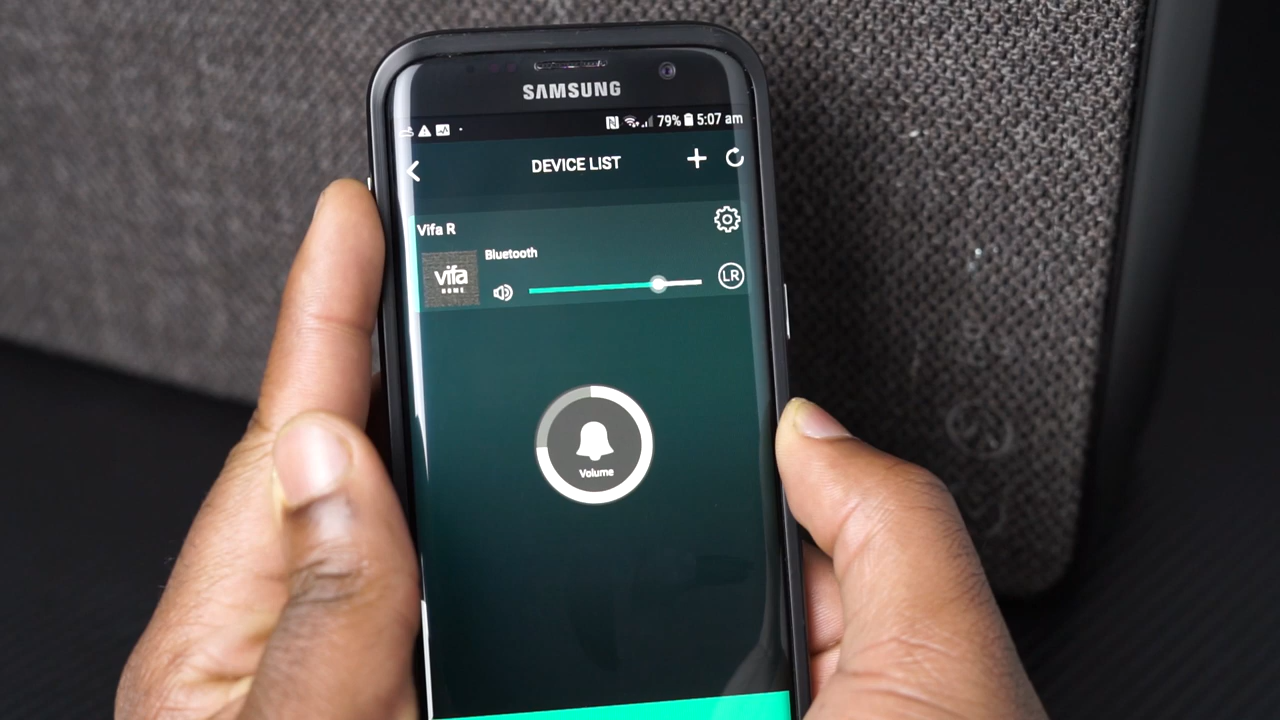 SAMSUNG
79% 5:07 am
DEVICE LIST
Vifa R
Bluetooth
vifa
HOME
LR
Volume